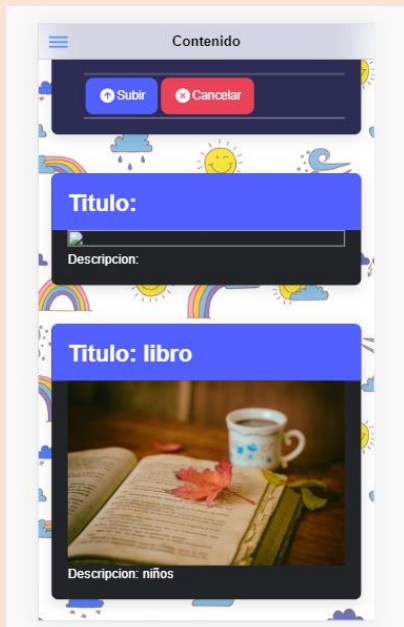 Contenido
Subir Cancelar
Titulo:
Descripcion:
Titulo: libro
Descripcion: niños